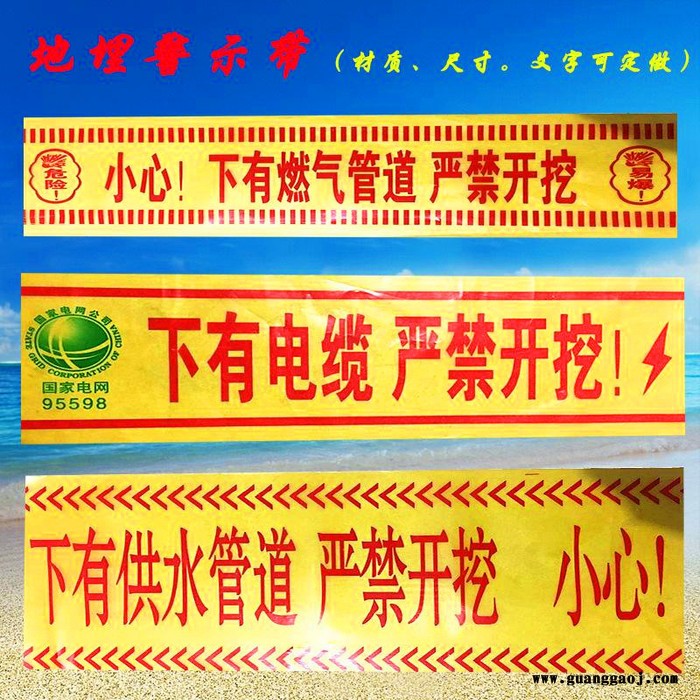 地埋警示带（材质、尺寸。文字可定做）
危险！ 小心！下有燃气管道 严禁开挖 易爆！
国家电网公司
STATE GRID CORPORATION OF CHINA
下有电缆 严禁开挖！
国家电网
95598
下有供水管道 严禁开挖 小心！
www.guanggaoj.com